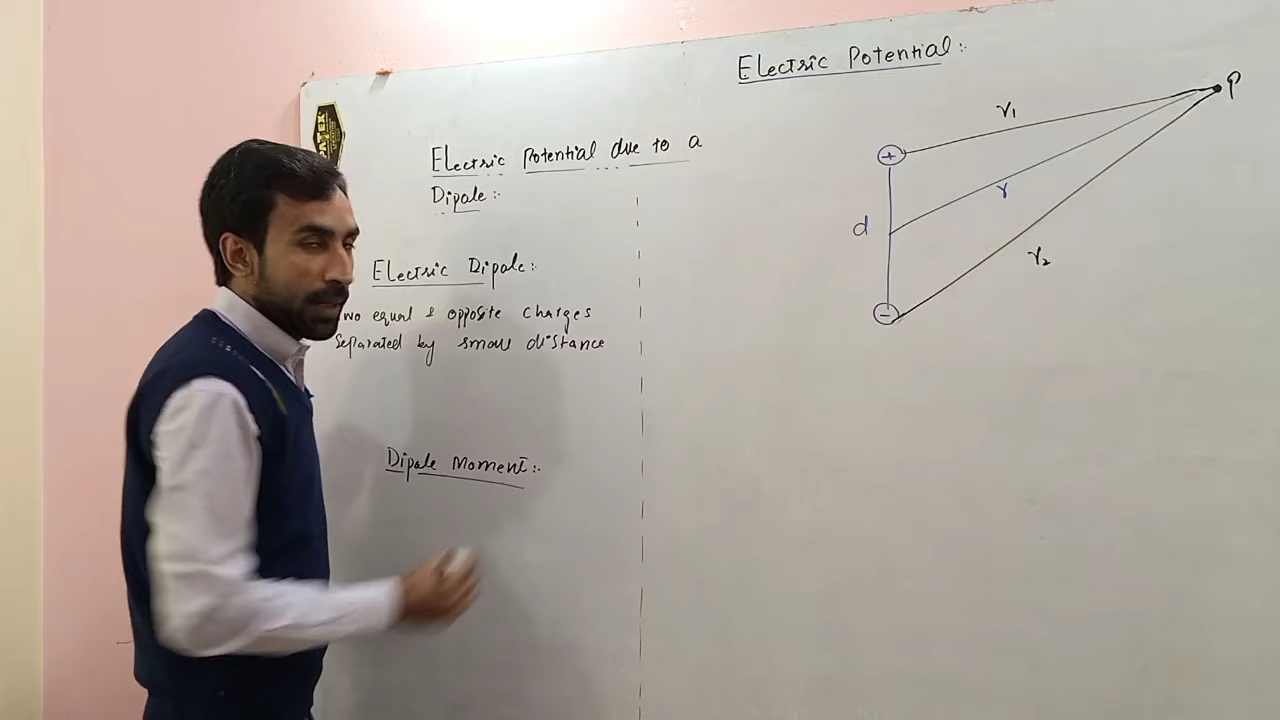 Electric Potential due to a
Dipole:
Electric Dipole:
Two equal & opposite charges
Separated by small distance
Dipole Moment:
Electric Potential:
P
r₁
+
r
d
r₂
-